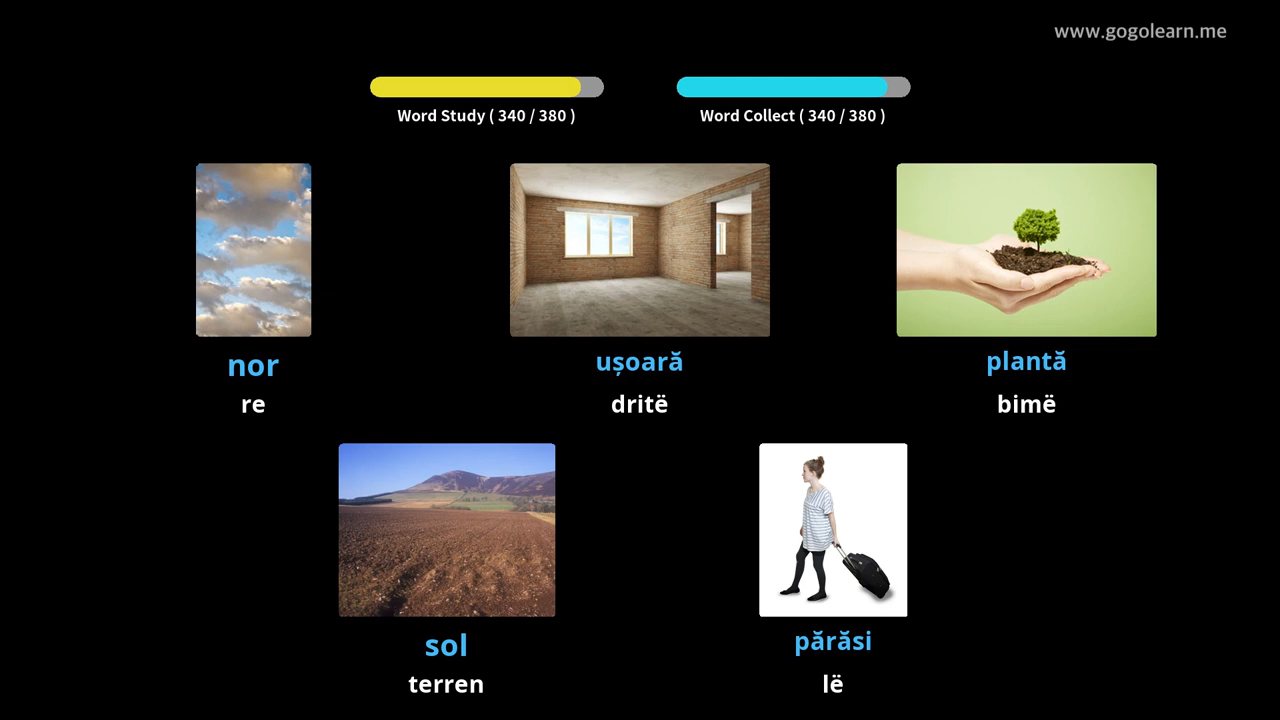 www.gogolearn.me
Word Study ( 340 / 380 )
Word Collect ( 340 / 380 )
nor
re
ușoară
dritë
plantă
bimë
sol
terren
părăsi
lë